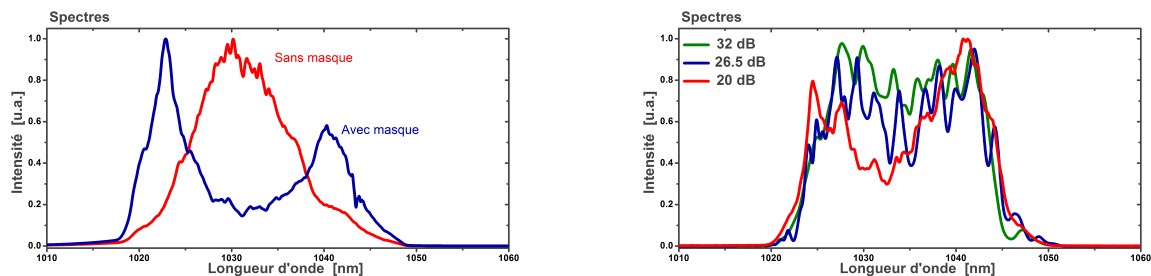 Spectres
1.0
0.8
0.6
0.4
0.2
0.0
Intensité [u.a.]
Sans masque
Avec masque
1010 1020 1030 1040 1050 1060
Longueur d'onde [nm]
Spectres
1.0
0.8
0.6
0.4
0.2
0.0
Intensité [u.a.]
32 dB
26.5 dB
20 dB
1010 1020 1030 1040 1050 1060
Longueur d'onde [nm]